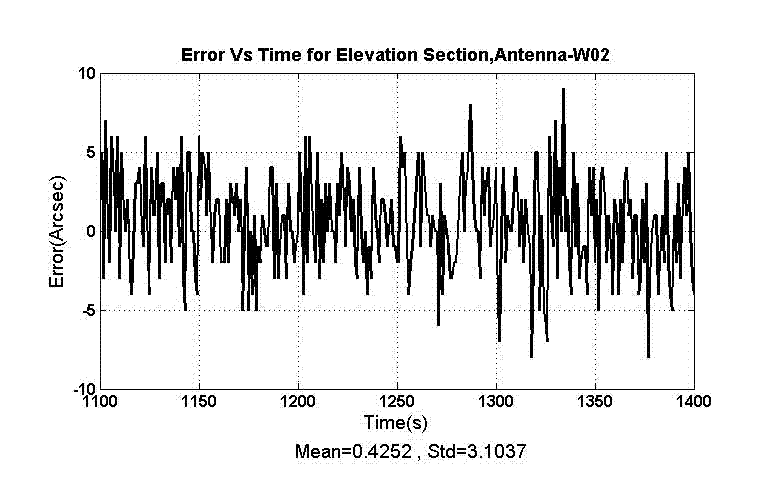 Error Vs Time for Elevation Section,Antenna-W02
10
5
0
-5
-10
Error(Arcsec)
1100 1150 1200 1250 1300 1350 1400
Time(s)
Mean=0.4252 , Std=3.1037